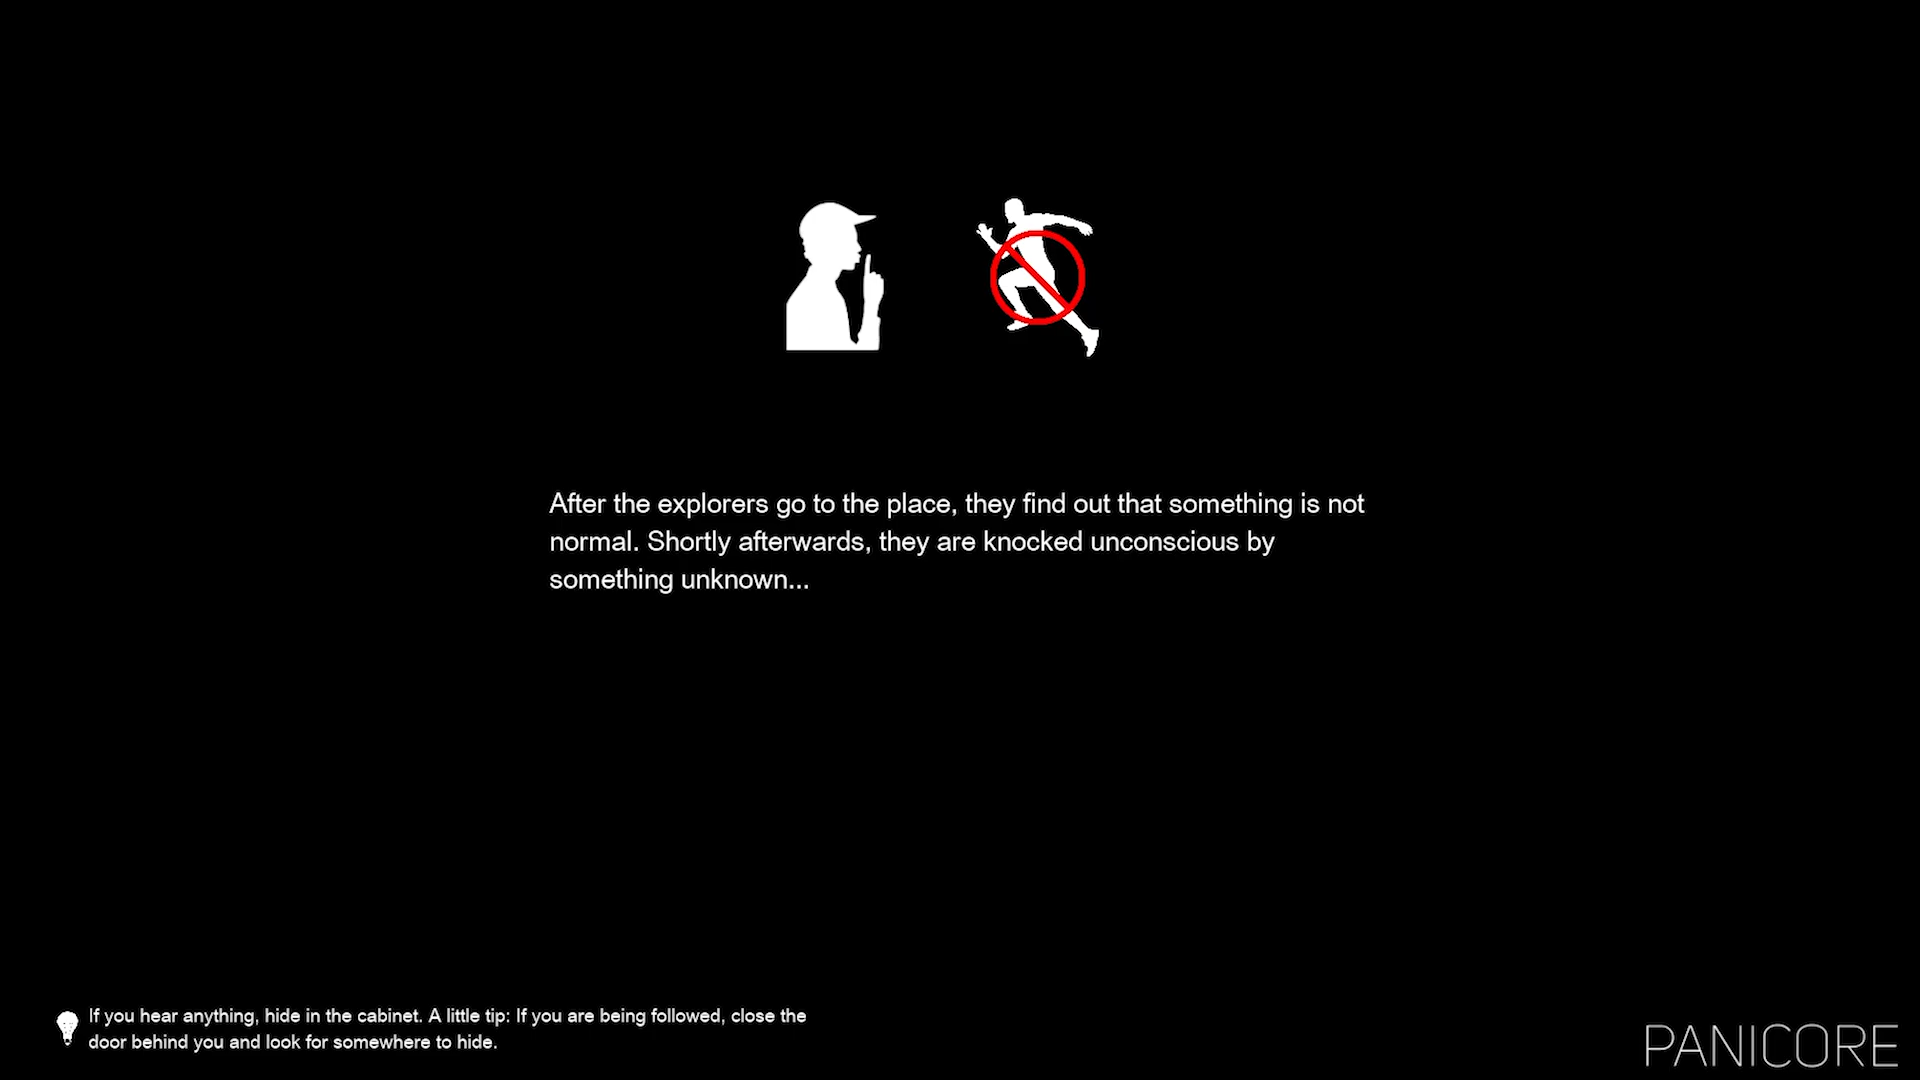 After the explorers go to the place, they find out that something is not
normal. Shortly afterwards, they are knocked unconscious by
something unknown...
If you hear anything, hide in the cabinet. A little tip: If you are being followed, close the
door behind you and look for somewhere to hide.
PANICORE